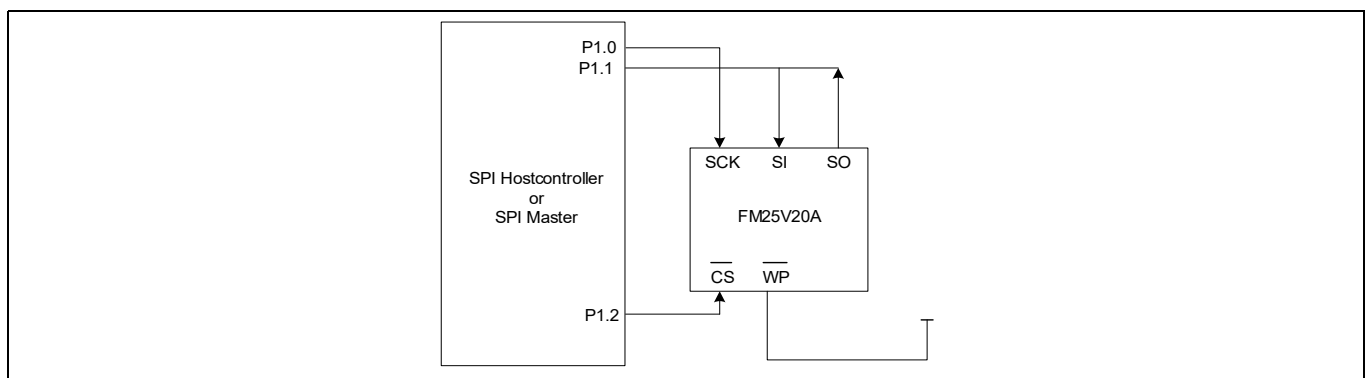 P1.0
P1.1
SPI Hostcontroller
or
SPI Master
P1.2
SCK SI SO
FM25V20A
CS WP